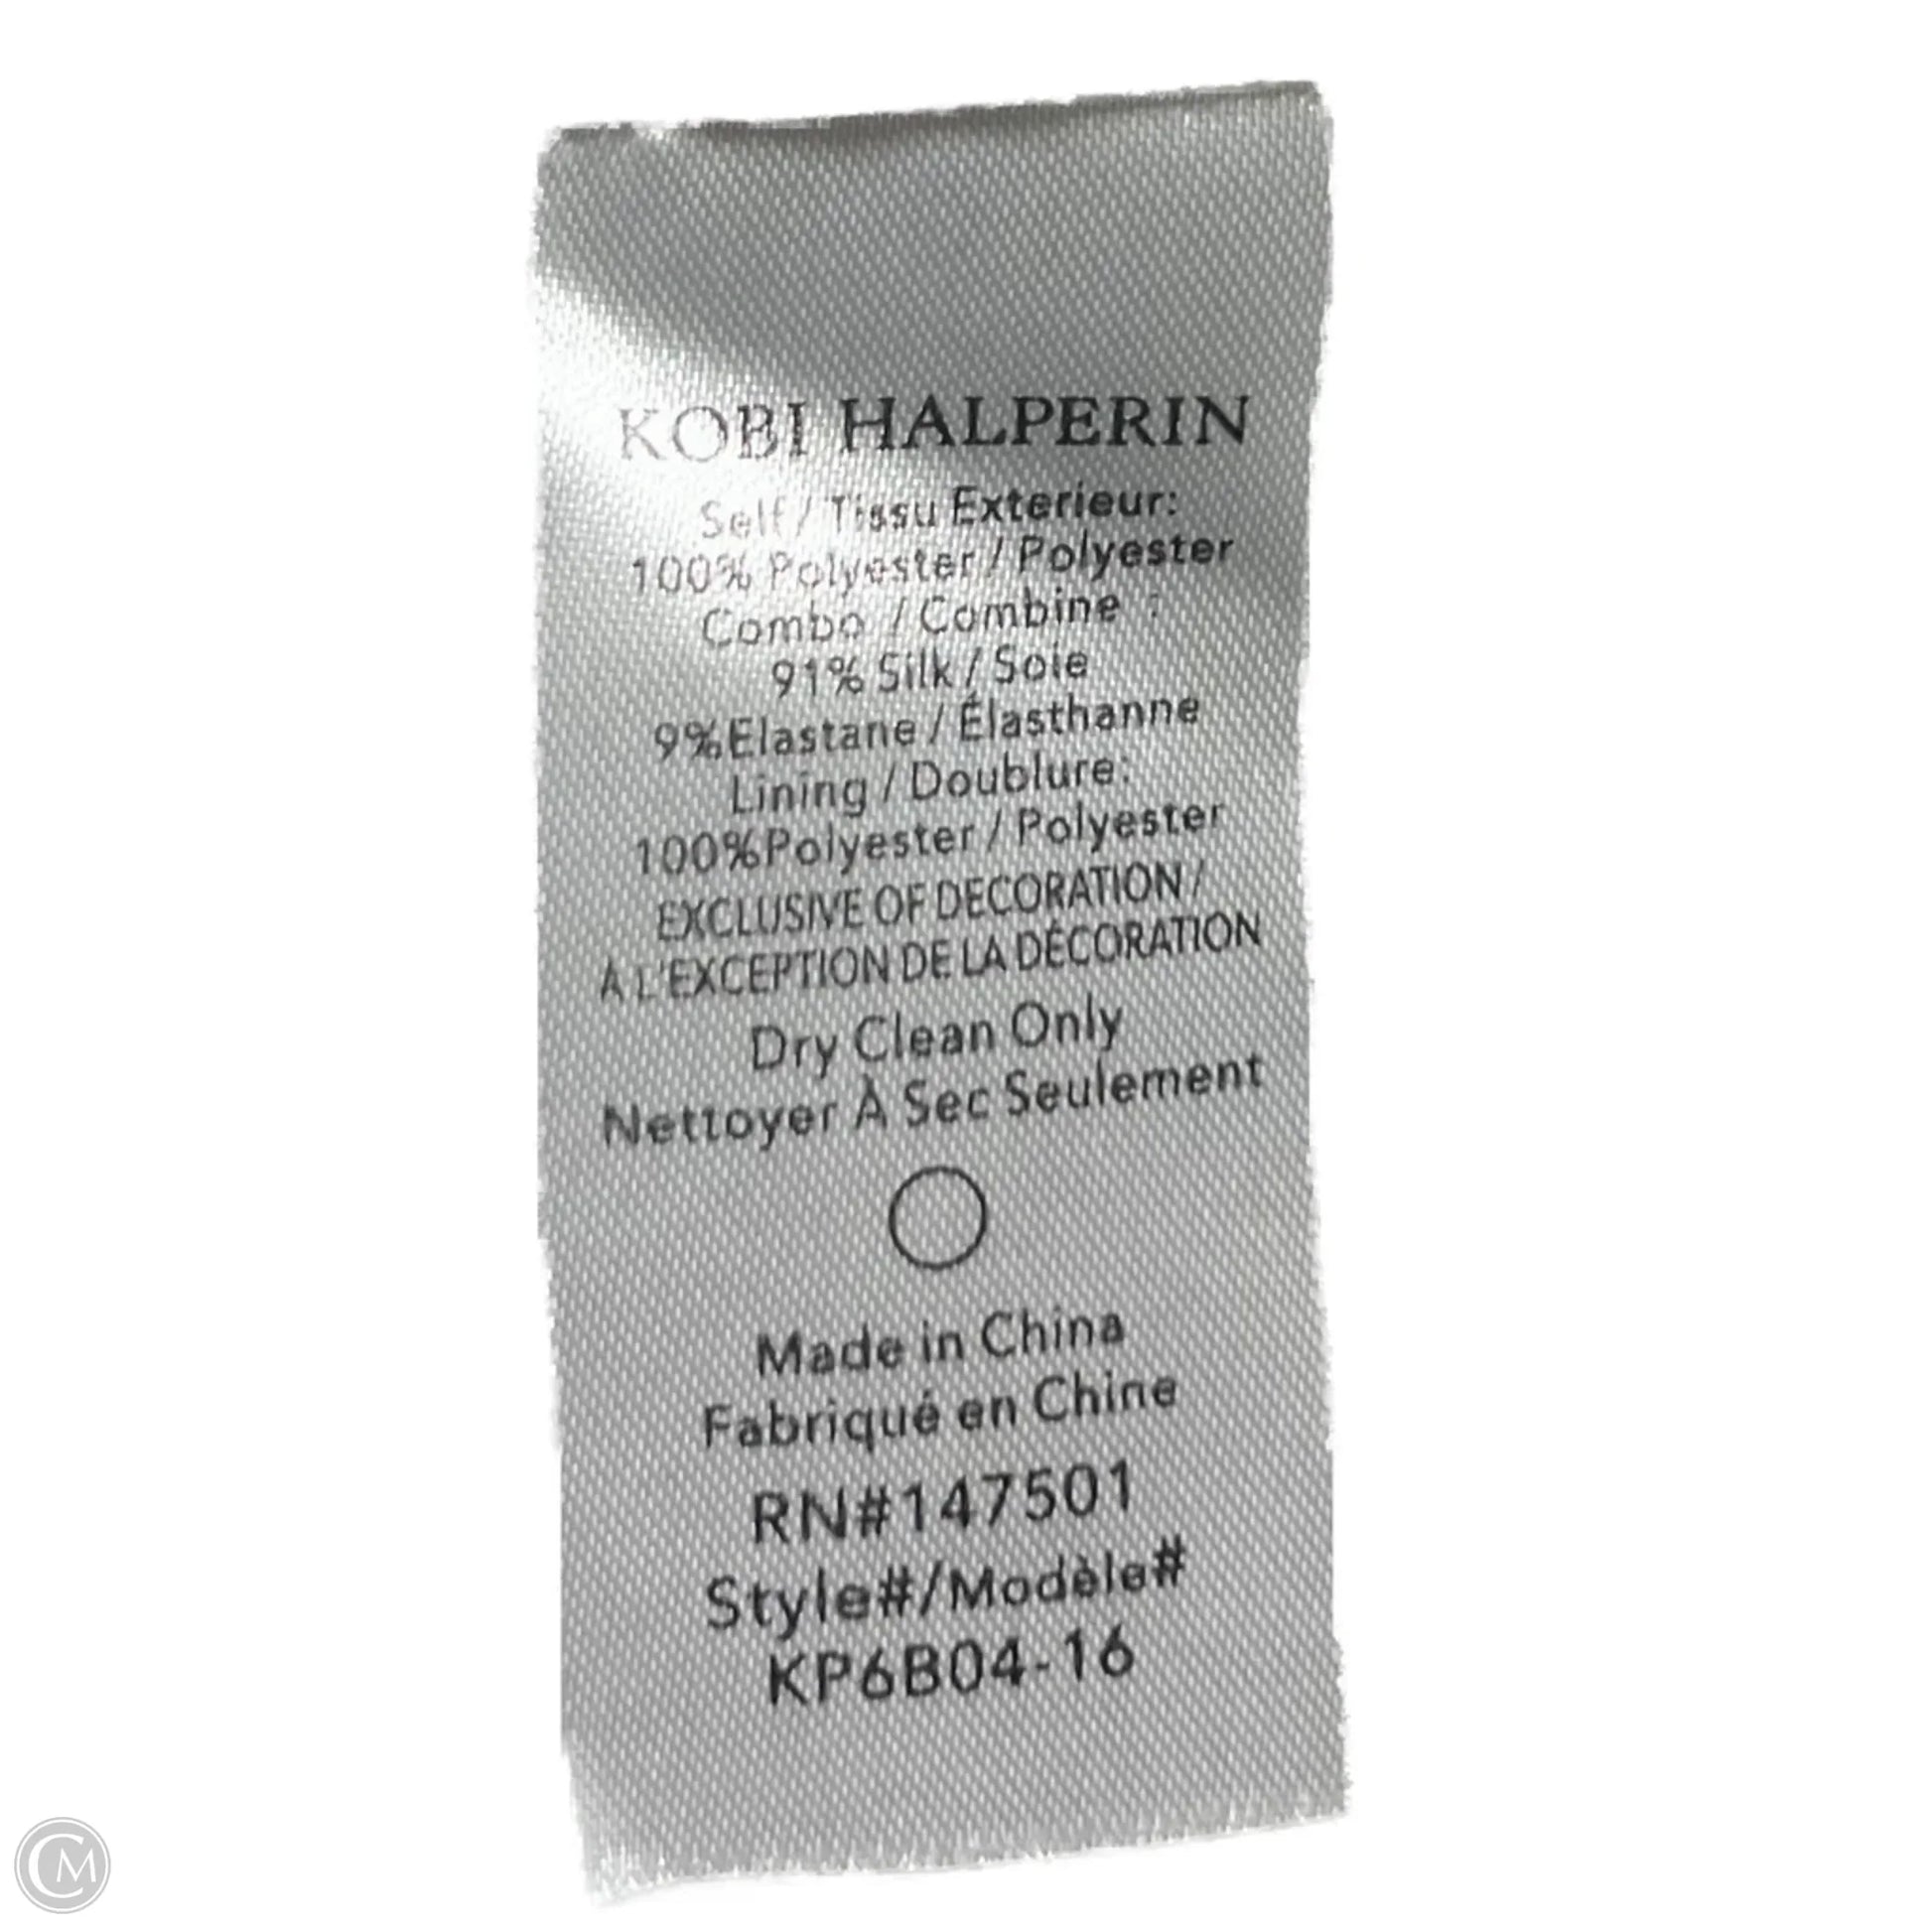 KOBI HALPERIN
Self / Tissu Exterieur:
100% Polyester / Polyester
Combo / Combine :
91% Silk / Soie
9% Elastane / Élasthanne
Lining / Doublure:
100% Polyester / Polyester
EXCLUSIVE OF DECORATION /
À L'EXCEPTION DE LA DÉCORATION
Dry Clean Only
Nettoyer À Sec Seulement
Made in China
Fabriqué en Chine
RN#147501
Style#/Modèle#
KP6B04-16
CM